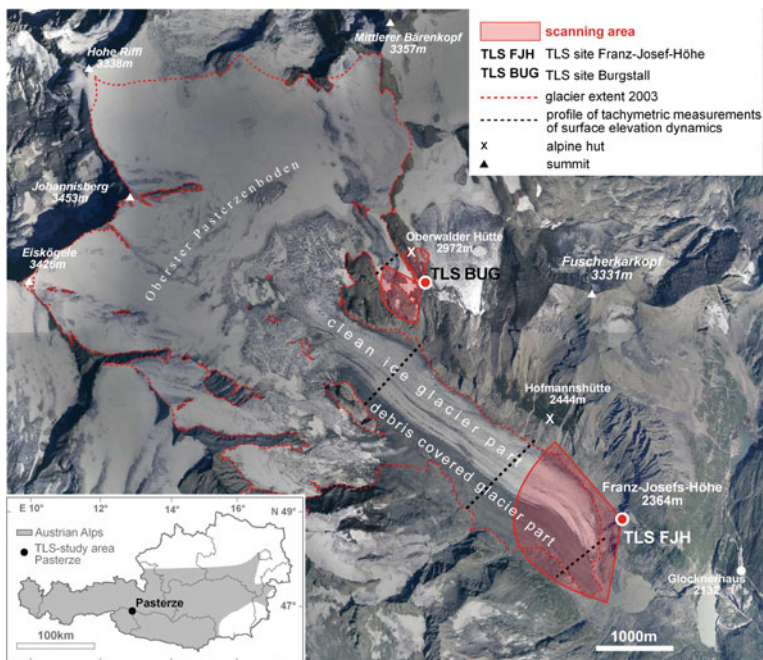 Hohe Riffl
3338m
Mittlerer Bärenkopf
3357m
scanning area
TLS FJH TLS site Franz-Josef-Höhe
TLS BUG TLS site Burgstall
glacier extent 2003
profile of tachymetric measurements
of surface elevation dynamics
x alpine hut
summit
Johannisberg
3453m
Oberster Pasterzenboden
Eiskögele
3426m
Oberwalder Hütte
2972m
TLS BUG
Fuscherkarkopf
3331m
clean ice glacier part
debris covered glacier part
Hofmannshütte
2444m
X
Franz-Josefs-Höhe
2364m
TLS FJH
Glocknerhaus
2132
1000m
E 10° 12° 14° 16° N 49°
Austrian Alps
TLS-study area
Pasterze
Pasterze
47°
100km